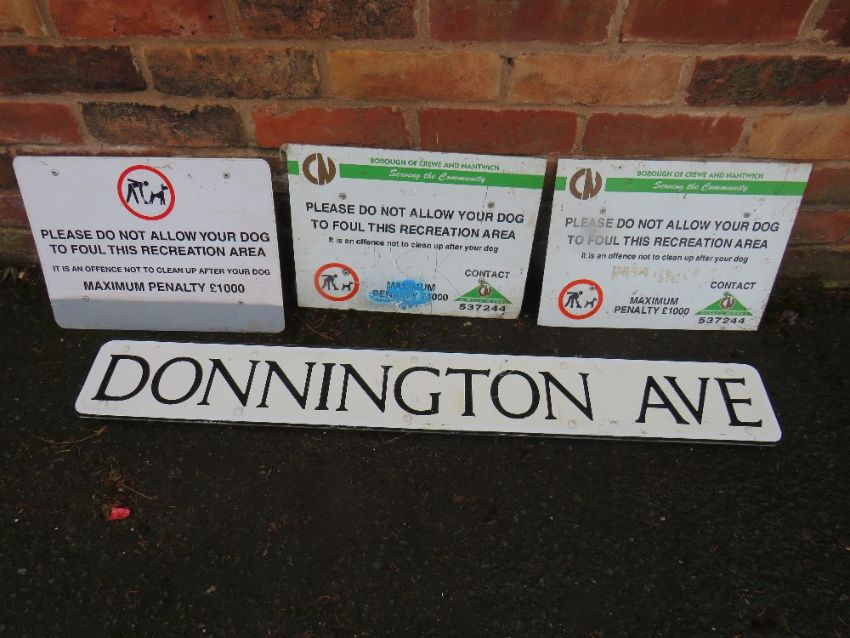 PLEASE DO NOT ALLOW YOUR DOG
TO FOUL THIS RECREATION AREA
IT IS AN OFFENCE NOT TO CLEAN UP AFTER YOUR DOG
MAXIMUM PENALTY £1000
CN
BOROUGH OF CREWE AND NANTWICH
Serving the Community
PLEASE DO NOT ALLOW YOUR DOG
TO FOUL THIS RECREATION AREA
It is an offence not to clean up after your dog
MAXIMUM
PENALTY £1000
CONTACT
537244
CN
BOROUGH OF CREWE AND NANTWICH
Serving the Community
PLEASE DO NOT ALLOW YOUR DOG
TO FOUL THIS RECREATION AREA
It is an offence not to clean up after your dog
MAXIMUM
PENALTY £1000
CONTACT
537244
DONNINGTON AVE